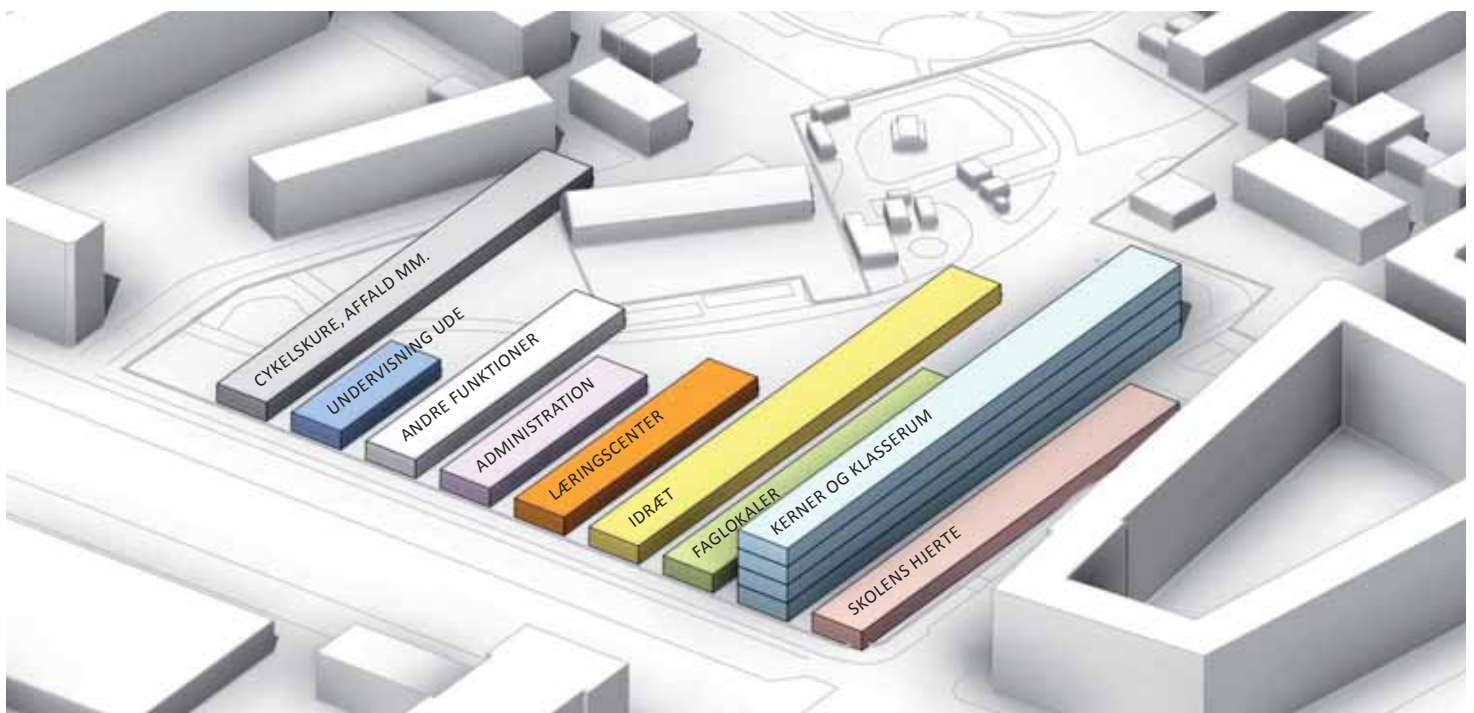 CYKELSKURE, AFFALD MM.
UNDERVISNING UDE
ANDRE FUNKTIONER
ADMINISTRATION
LÆRINGSCENTER
IDRÆT
FAGLOKALER
KERNER OG KLASSERUM
SKOLENS HJERTE